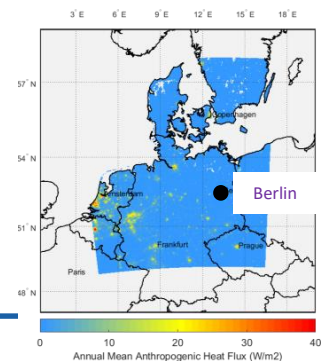 3° E 6° E 9° E 12° E 15° E 18° E
57° N
Copenhagen
54° N
Berlin
51° N
Frankfurt Prague
Paris
48° N
0 10 20 30 40
Annual Mean Anthropogenic Heat Flux (W/m2)